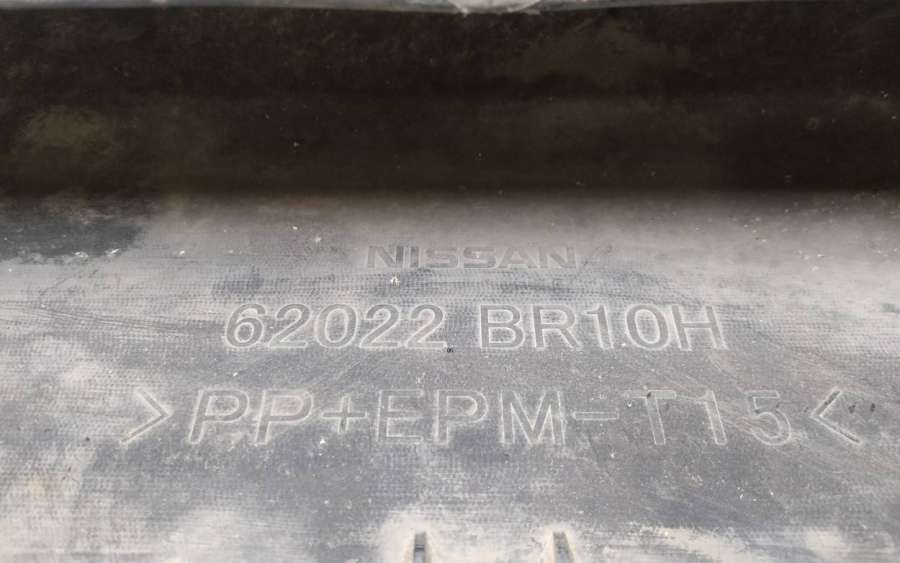 NISSAN
62022 BR10H
>PP+EPM-T15<